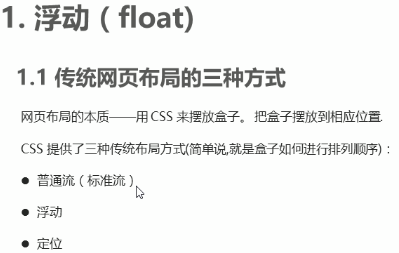 1. 浮动（float）
1.1 传统网页布局的三种方式
网页布局的本质——用 CSS 来摆放盒子。 把盒子摆放到相应位置.
CSS 提供了三种传统布局方式(简单说,就是盒子如何进行排列顺序)：
● 普通流（标准流）
● 浮动
● 定位